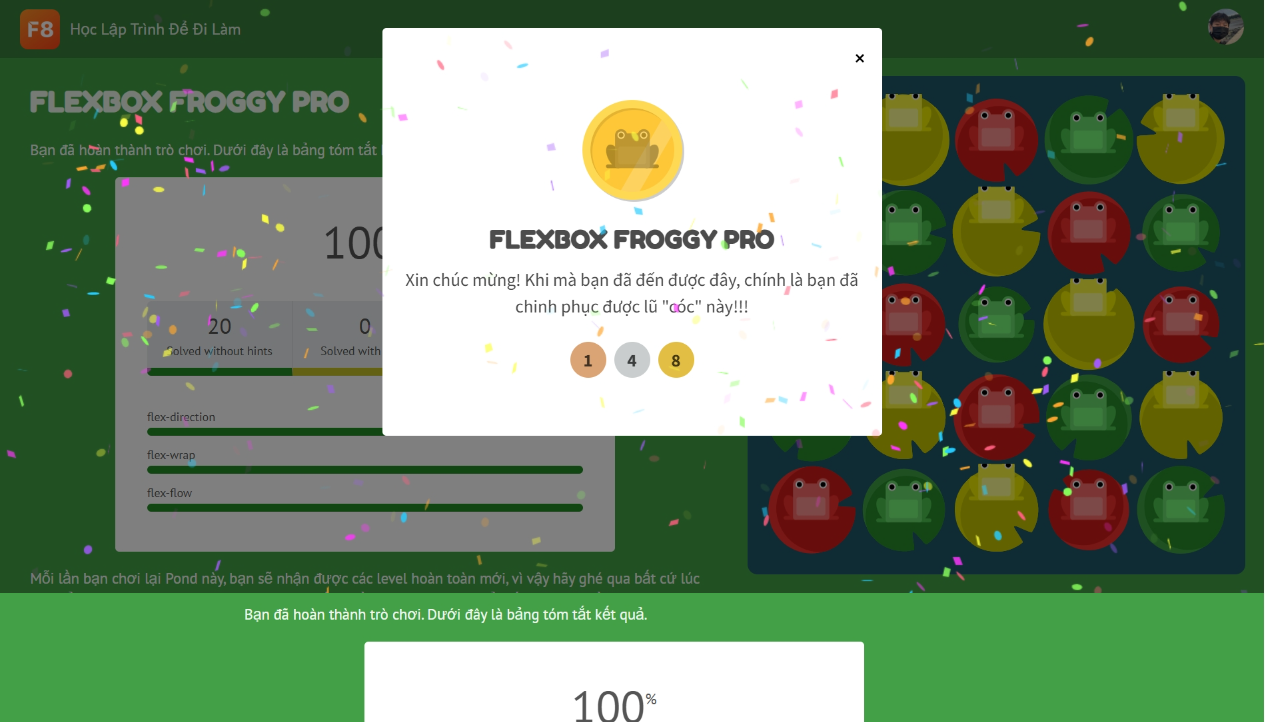 F8 Học Lập Trình Để Đi Làm
FLEXBOX FROGGY PRO
Bạn đã hoàn thành trò chơi. Dưới đây là bảng tóm tắt
100
20
0
Solved without hints
Solved with
flex-direction
flex-wrap
flex-flow
Mỗi lần bạn chơi lại Pond này, bạn sẽ nhận được các level hoàn toàn mới, vì vậy hãy ghé qua bất cứ lúc
×
FLEXBOX FROGGY PRO
Xin chúc mừng! Khi mà bạn đã đến được đây, chính là bạn đã
chinh phục được lũ "cóc" này!!!
1 4 8
Bạn đã hoàn thành trò chơi. Dưới đây là bảng tóm tắt kết quả.
100%